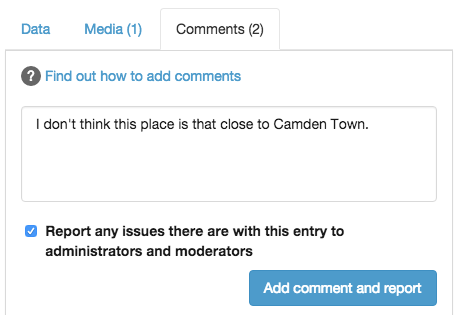 Data Media (1) Comments (2)
? Find out how to add comments
I don't think this place is that close to Camden Town.
Report any issues there are with this entry to
administrators and moderators
Add comment and report